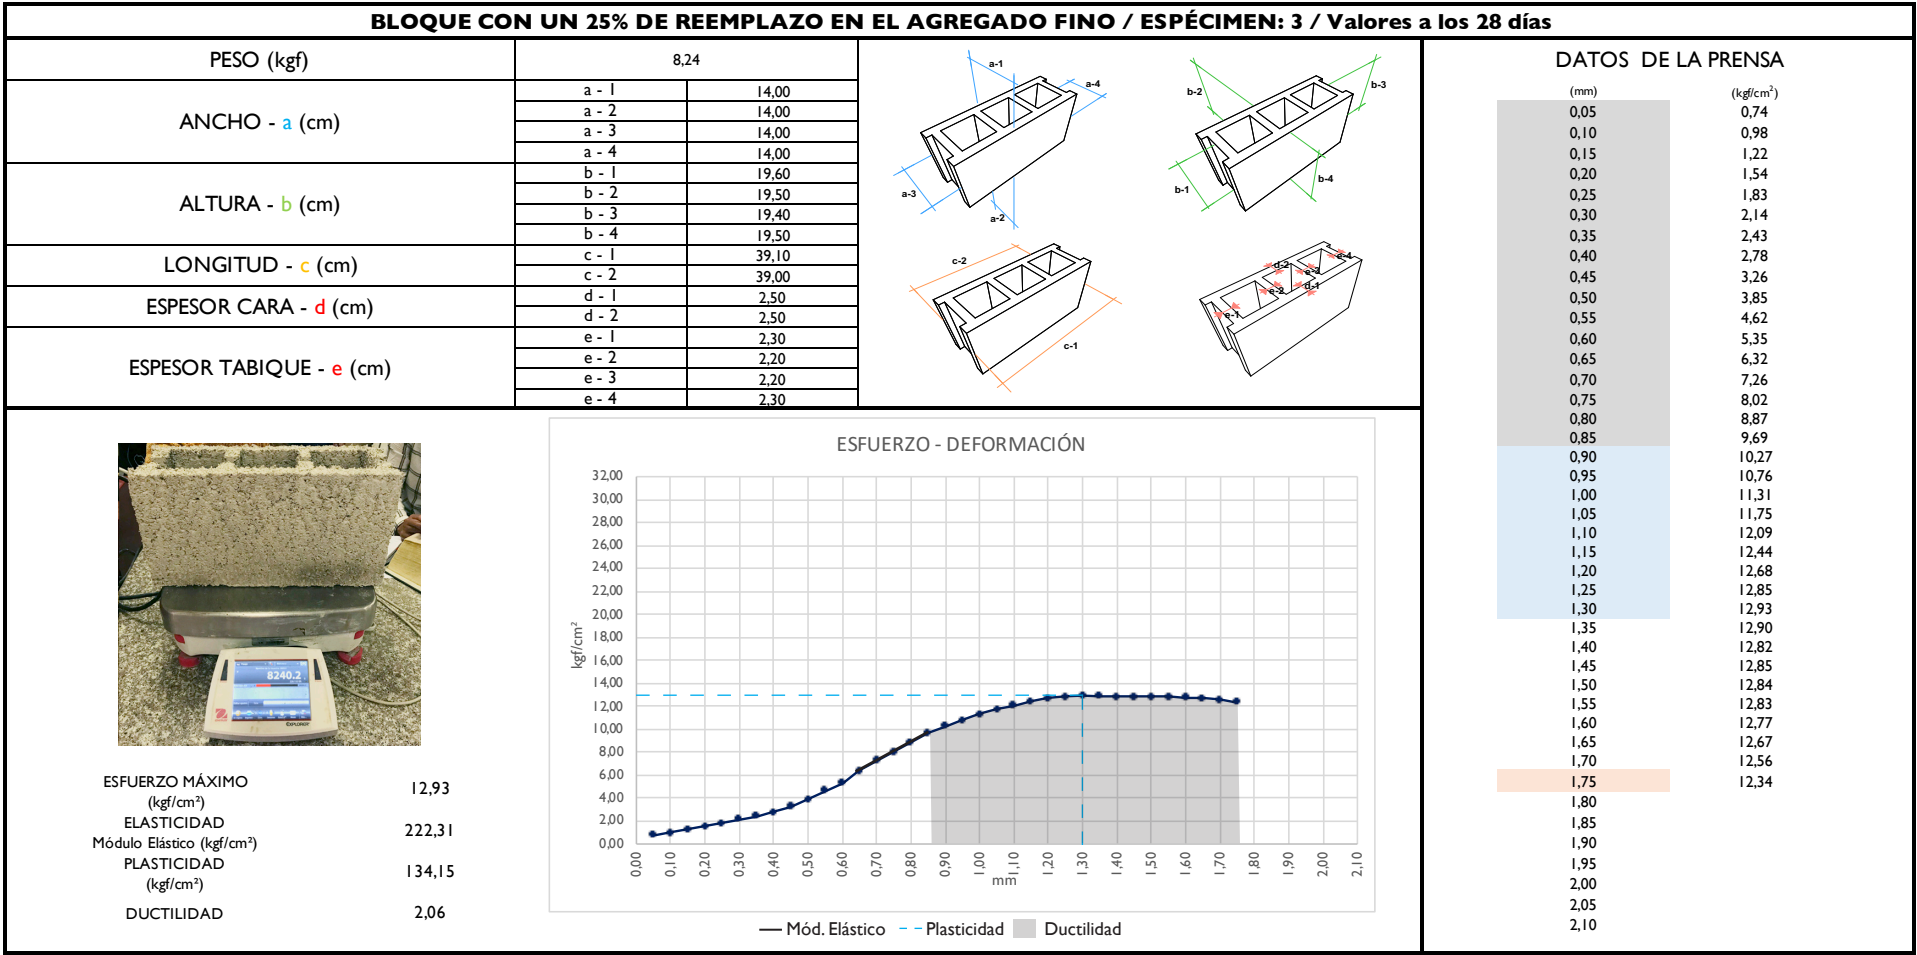 BLOQUE CON UN 25% DE REEMPLAZO EN EL AGREGADO FINO / ESPÉCIMEN: 3 / Valores a los 28 días
PESO (kgf) 8,24
ANCHO - a (cm)
a - 1 14,00
a - 2 14,00
a - 3 14,00
a - 4 14,00
ALTURA - b (cm)
b - 1 19,60
b - 2 19,50
b - 3 19,40
b - 4 19,50
LONGITUD - c (cm)
c - 1 39,10
c - 2 39,00
ESPESOR CARA - d (cm)
d - 1 2,50
d - 2 2,50
ESPESOR TABIQUE - e (cm)
e - 1 2,30
e - 2 2,20
e - 3 2,20
e - 4 2,30
a-1
a-4
a-3
a-2
b-2
b-3
b-1
b-4
c-2
c-1
d-2
e-4
e-3
e-2
d-1
e-1
DATOS DE LA PRENSA
(mm) (kgf/cm²)
0,05 0,74
0,10 0,98
0,15 1,22
0,20 1,54
0,25 1,83
0,30 2,14
0,35 2,43
0,40 2,78
0,45 3,26
0,50 3,85
0,55 4,62
0,60 5,35
0,65 6,32
0,70 7,26
0,75 8,02
0,80 8,87
0,85 9,69
0,90 10,27
0,95 10,76
1,00 11,31
1,05 11,75
1,10 12,09
1,15 12,44
1,20 12,68
1,25 12,85
1,30 12,93
1,35 12,90
1,40 12,82
1,45 12,85
1,50 12,84
1,55 12,83
1,60 12,77
1,65 12,67
1,70 12,56
1,75 12,34
1,80
1,85
1,90
1,95
2,00
2,05
2,10
8240.2
EXPLORER
ESFUERZO MÁXIMO
(kgf/cm²)
12,93
ELASTICIDAD
Módulo Elástico (kgf/cm²)
222,31
PLASTICIDAD
(kgf/cm²)
134,15
DUCTILIDAD 2,06
ESFUERZO - DEFORMACIÓN
kgf/cm²
32,00
30,00
28,00
26,00
24,00
22,00
20,00
18,00
16,00
14,00
12,00
10,00
8,00
6,00
4,00
2,00
0,00
0,00 0,10 0,20 0,30 0,40 0,50 0,60 0,70 0,80 0,90 1,00 1,10 1,20 1,30 1,40 1,50 1,60 1,70 1,80 1,90 2,00 2,10
mm
Mód. Elástico Plasticidad Ductilidad